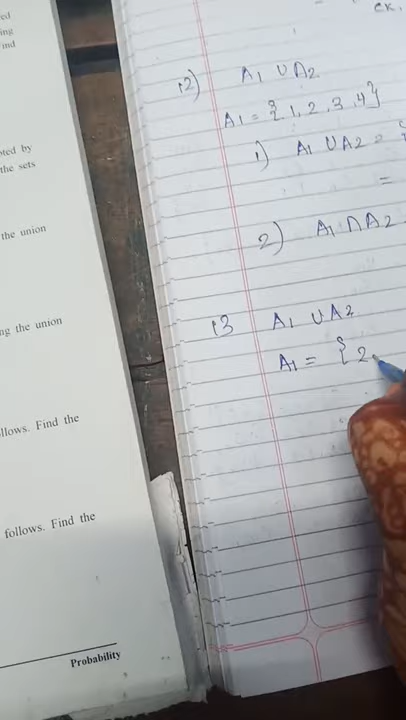 ed
ing
ind
oted by
the sets
the union
ng the union
llows. Find the
follows. Find the
Probability
ex.
12) A1 ∪ A2
A1 = { 1, 2, 3, 4 }
1) A1 ∪ A2 = {
=
2) A1 ∩ A2
13 A1 ∪ A2
A1 = { 2,